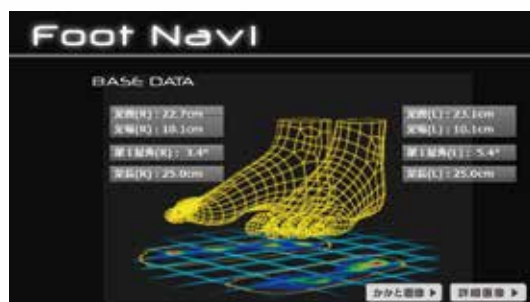 Foot Navi
BASE DATA
足囲(R) : 22.7cm
足幅(R) : 10.1cm
第1趾角(R) : 3.4°
足長(R) : 25.0cm
足囲(L) : 23.1cm
足幅(L) : 10.1cm
第1趾角(L) : 5.4°
足長(L) : 25.0cm
かかと画像 ▶
詳細画像 ▶